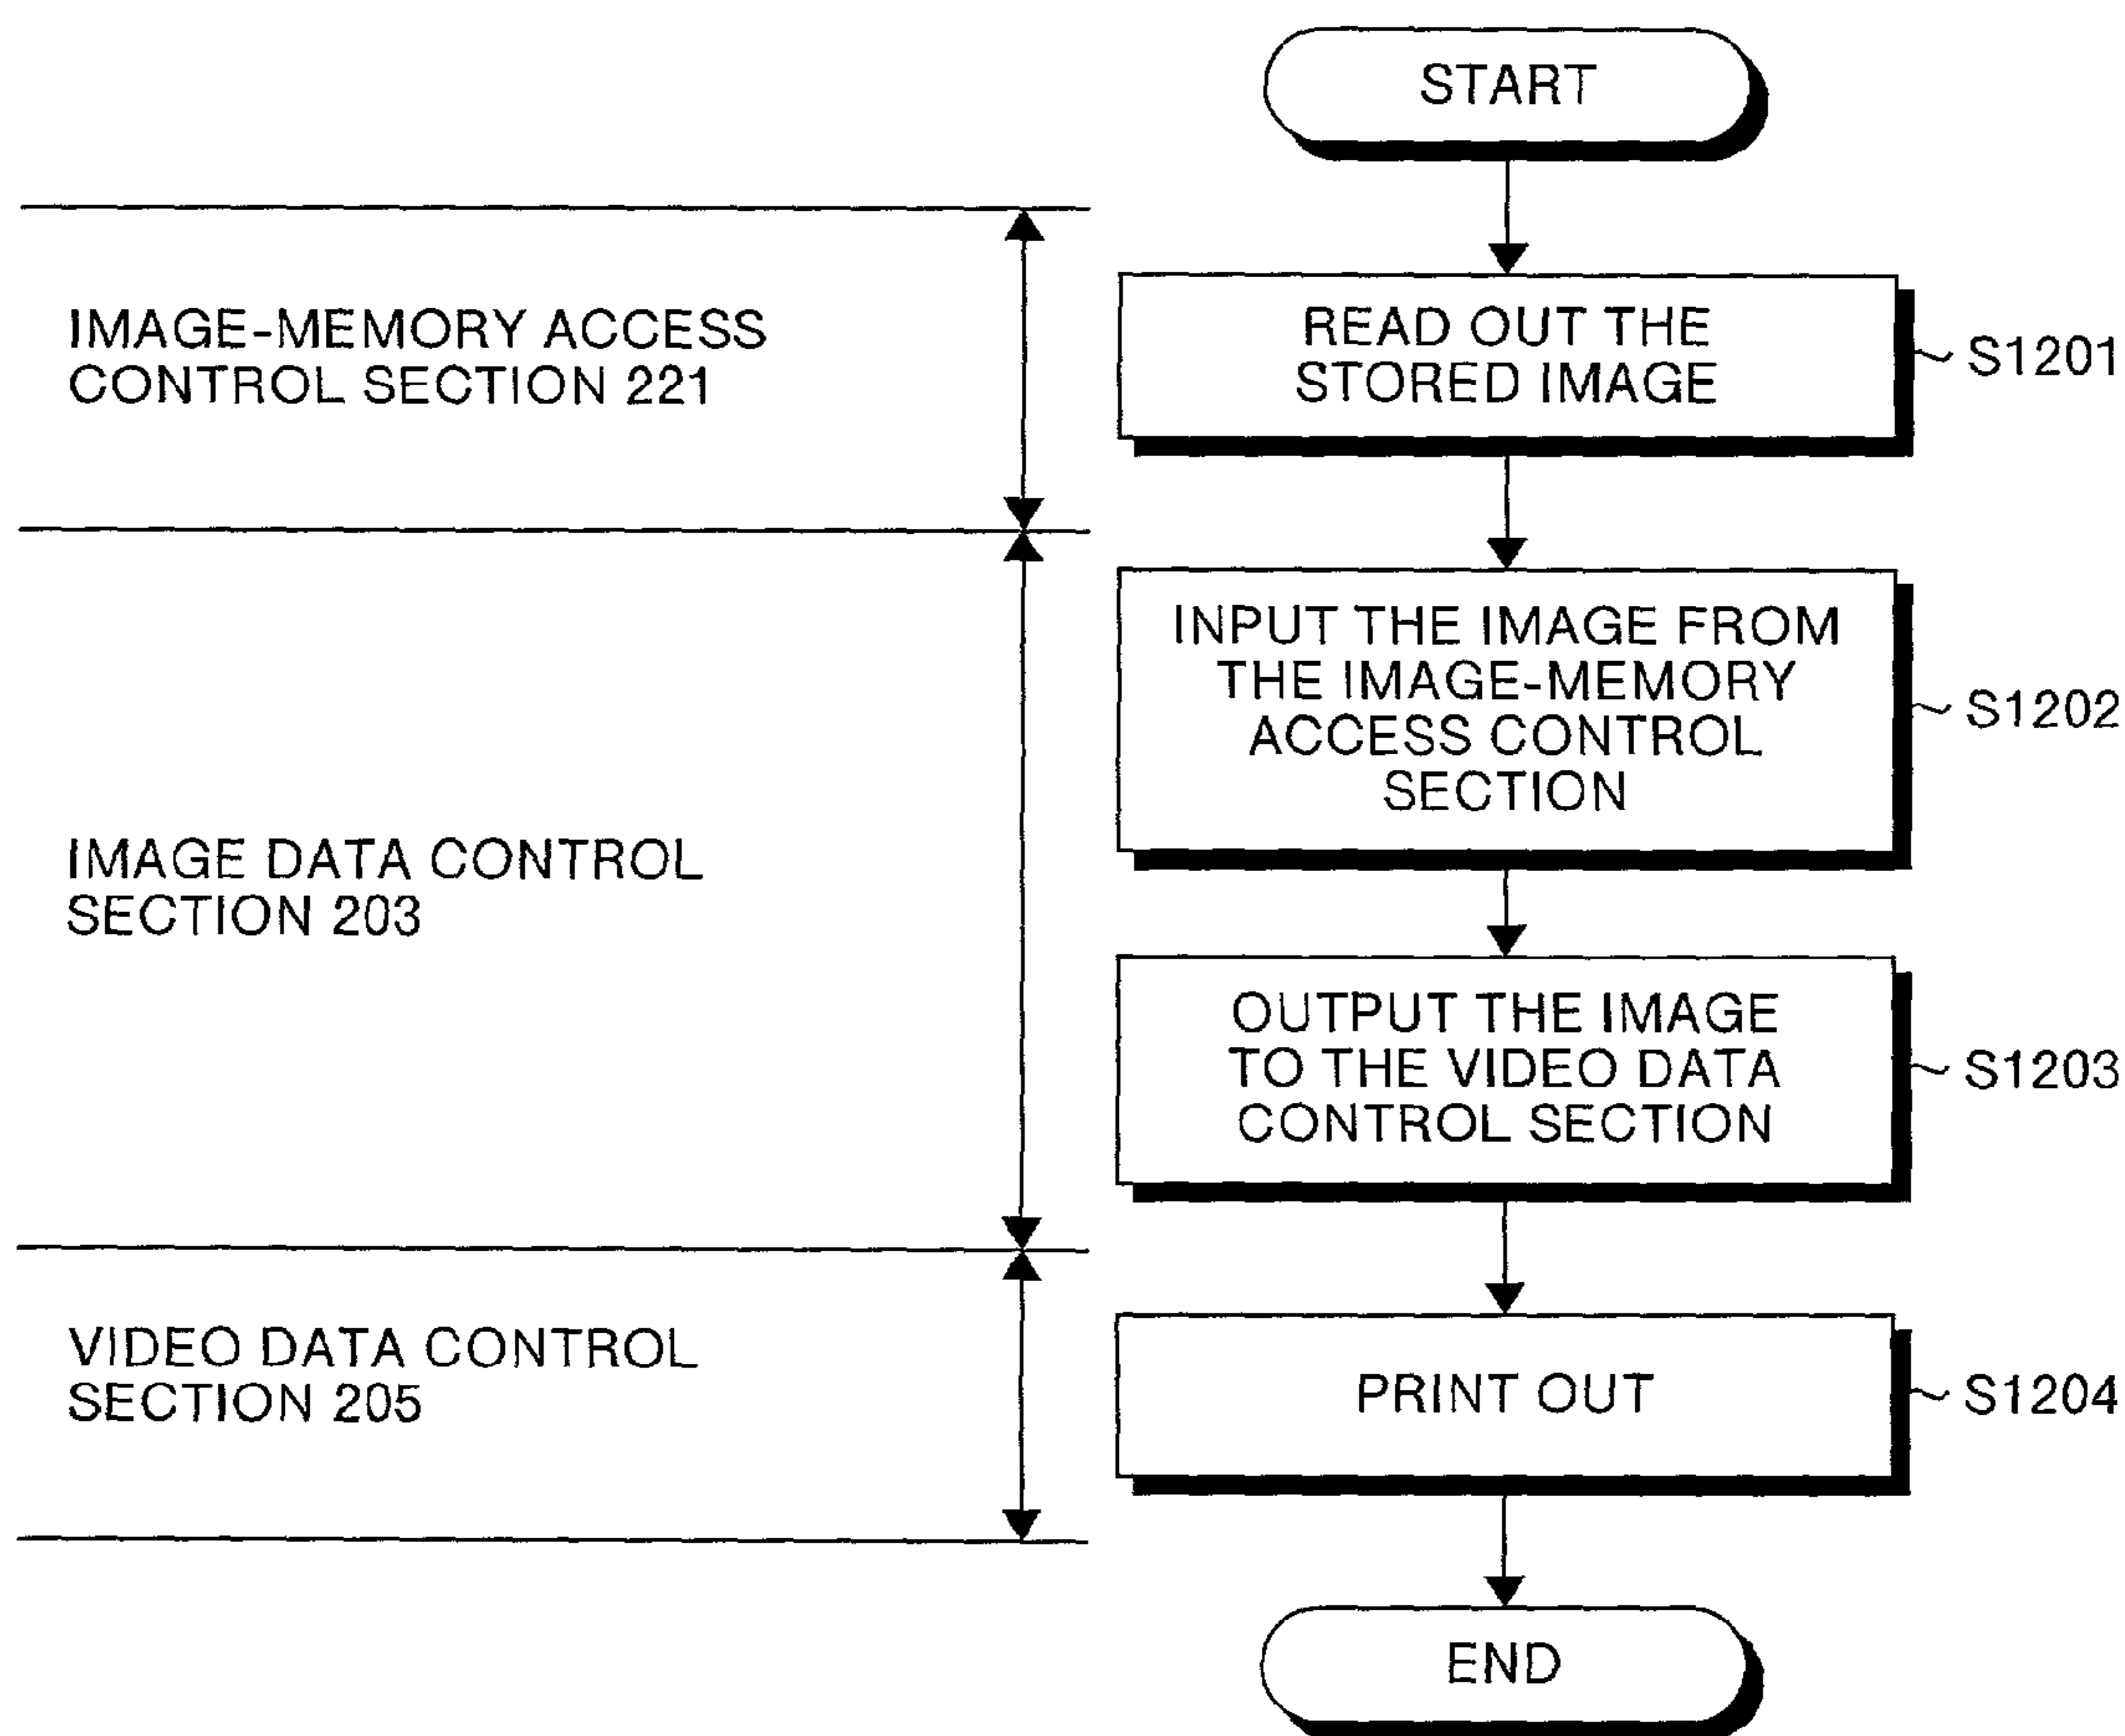 START
IMAGE-MEMORY ACCESS
CONTROL SECTION 221
READ OUT THE
STORED IMAGE
S1201
INPUT THE IMAGE FROM
THE IMAGE-MEMORY
ACCESS CONTROL
SECTION
S1202
IMAGE DATA CONTROL
SECTION 203
OUTPUT THE IMAGE
TO THE VIDEO DATA
CONTROL SECTION
S1203
VIDEO DATA CONTROL
SECTION 205
PRINT OUT
S1204
END